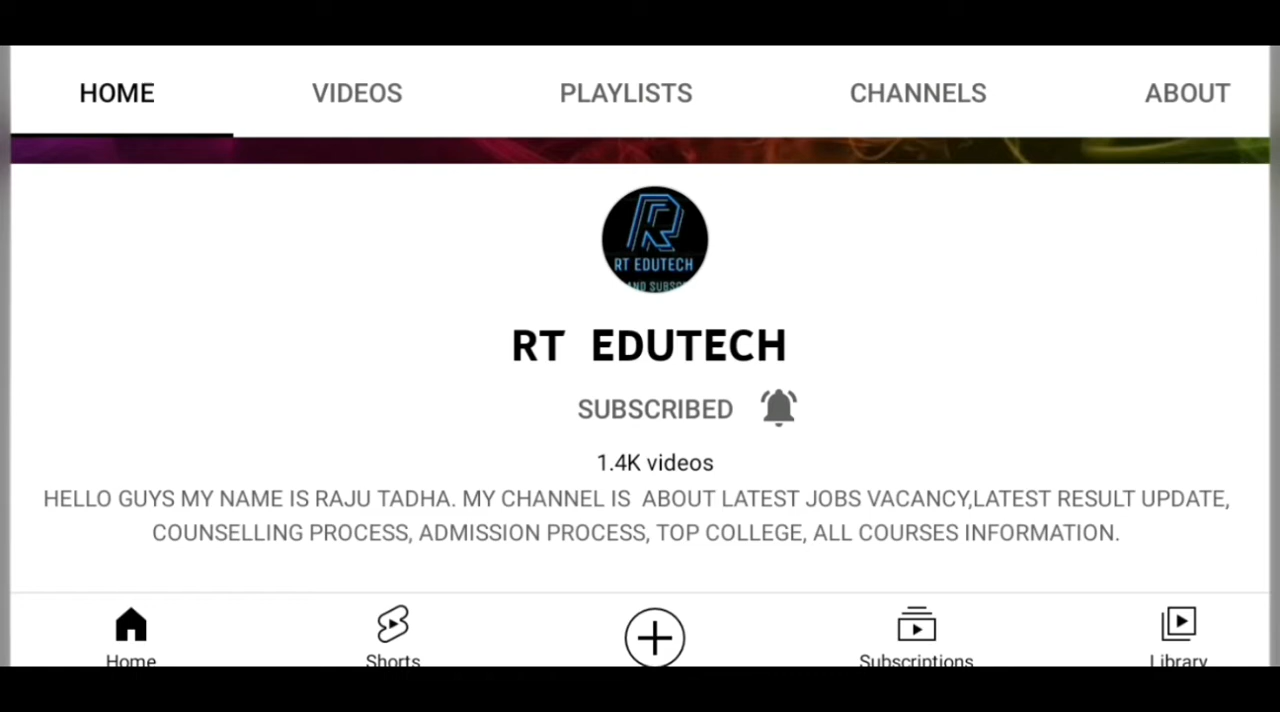 HOME VIDEOS PLAYLISTS CHANNELS ABOUT
RT EDUTECH
AND SUBSC
RT EDUTECH
SUBSCRIBED
1.4K videos
HELLO GUYS MY NAME IS RAJU TADHA. MY CHANNEL IS ABOUT LATEST JOBS VACANCY,LATEST RESULT UPDATE,
COUNSELLING PROCESS, ADMISSION PROCESS, TOP COLLEGE, ALL COURSES INFORMATION.
Home Shorts Subscriptions Library